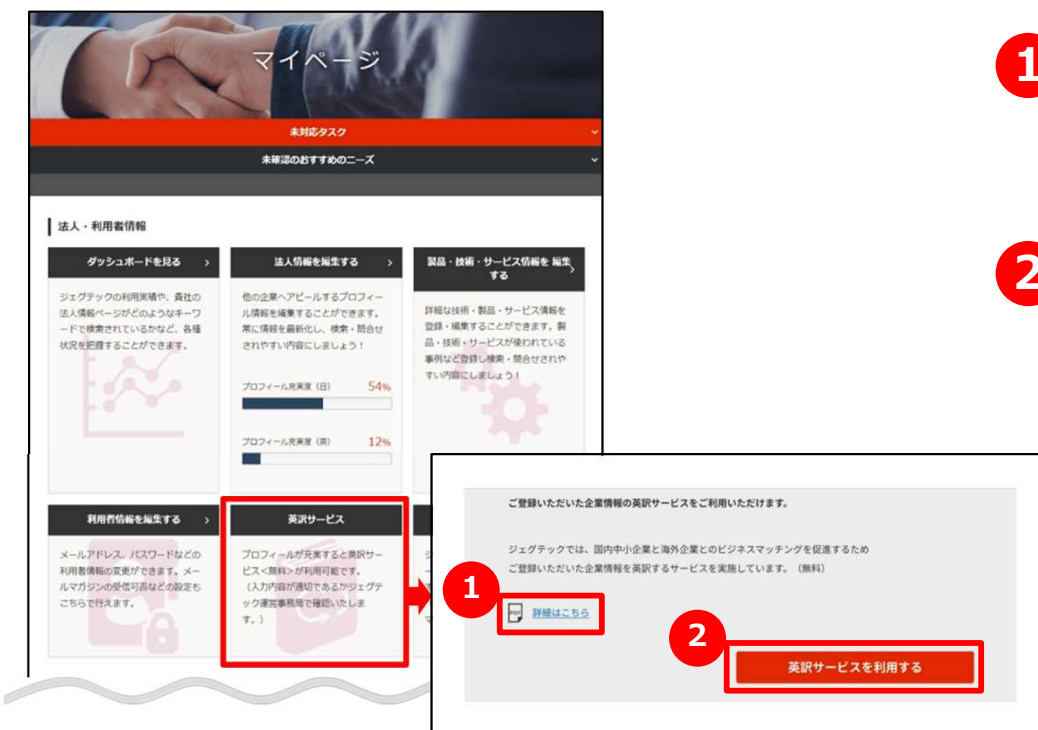 マイページ
未対応タスク
未確認のおすすめのニーズ
法人・利用者情報
ダッシュボードを見る
ジェグテックの利用実績や、貴社の
法人情報ページがどのようなキーワ
ードで検索されているかなど、各種
状況を把握することができます。
法人情報を編集する
他の企業へアピールするプロフィー
ル情報を編集することができます。
常に情報を最新化し、検索・問合せ
されやすい内容にしましょう！
プロフィール充実度（日） 54%
プロフィール充実度（英） 12%
製品・技術・サービス情報を 編集
する
詳細な技術・製品・サービス情報を
登録・編集することができます。製
品・技術・サービスが使われている
事例など登録し検索・問合せされや
すい内容にしましょう！
利用者情報を編集する
メールアドレス、パスワードなどの
利用者情報の変更ができます。メー
ルマガジンの受信可否などの設定も
こちらで行えます。
英訳サービス
プロフィールが充実すると英訳サー
ビス<無料>が利用可能です。
（入力内容が適切であるかジェグテ
ック運営事務局で確認いたしま
す。）
ご登録いただいた企業情報の英訳サービスをご利用いただけます。
ジェグテックでは、国内中小企業と海外企業とのビジネスマッチングを促進するため
ご登録いただいた企業情報を英訳するサービスを実施しています。（無料）
1
PDF 詳細はこちら
2
英訳サービスを利用する
1
2